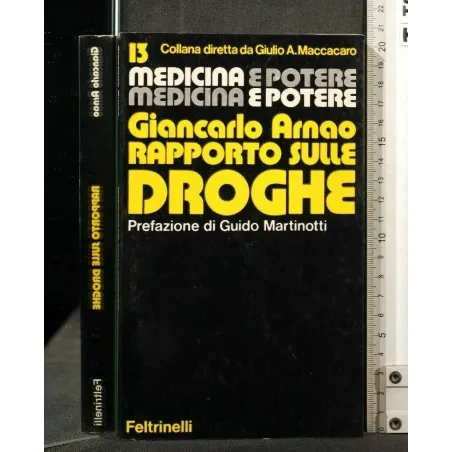 13 Collana diretta da Giulio A. Maccacaro
MEDICINA E POTERE
MEDICINA E POTERE
Giancarlo Arnao
RAPPORTO SULLE
DROGHE
Prefazione di Guido Martinotti
Feltrinelli
Giancarlo Arnao
RAPPORTO SULLE DROGHE
Feltrinelli